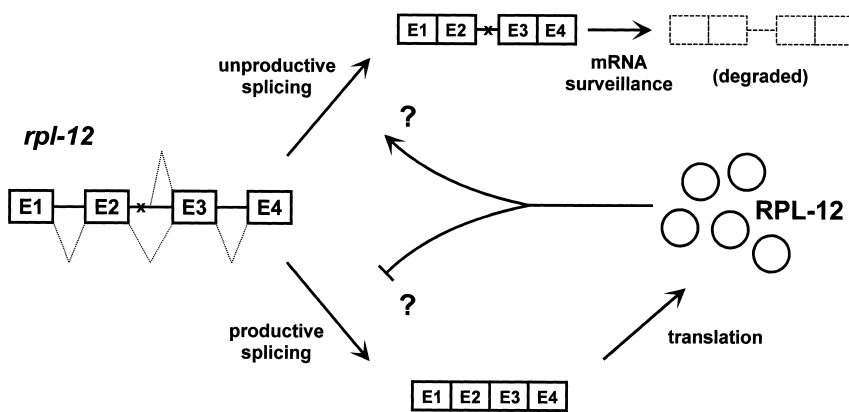 E1 E2 x E3 E4
unproductive
splicing
mRNA
surveillance
(degraded)
rpl-12
?
E1 E2 x E3 E4
RPL-12
?
productive
splicing
translation
E1 E2 E3 E4